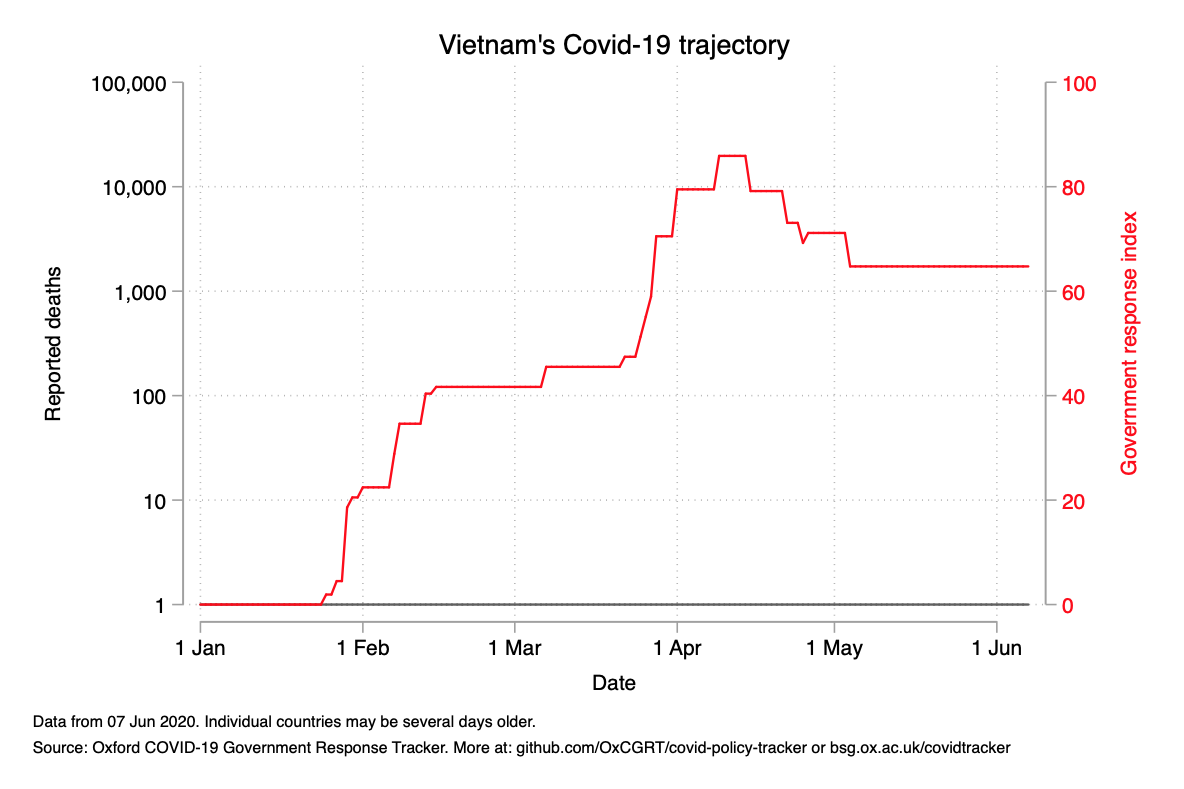 Vietnam's Covid-19 trajectory
100,000
10,000
1,000
100
10
1
Reported deaths
100
80
60
40
20
0
Government response index
1 Jan
1 Feb
1 Mar
1 Apr
1 May
1 Jun
Date
Data from 07 Jun 2020. Individual countries may be several days older.
Source: Oxford COVID-19 Government Response Tracker. More at: github.com/OxCGRT/covid-policy-tracker or bsg.ox.ac.uk/covidtracker